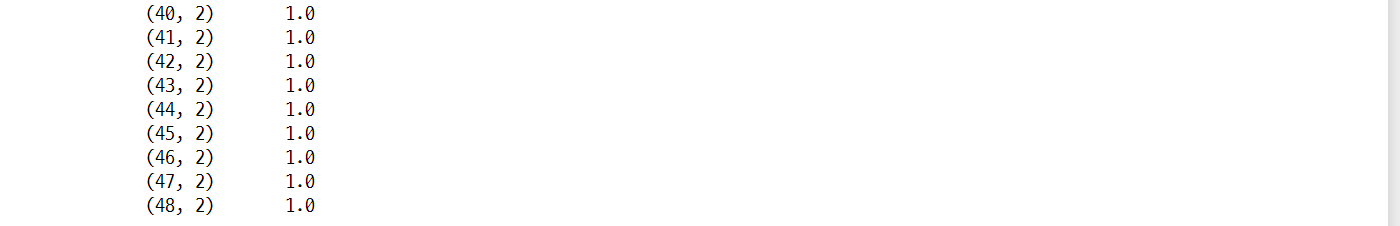 (40, 2)	1.0
(41, 2)	1.0
(42, 2)	1.0
(43, 2)	1.0
(44, 2)	1.0
(45, 2)	1.0
(46, 2)	1.0
(47, 2)	1.0
(48, 2)	1.0